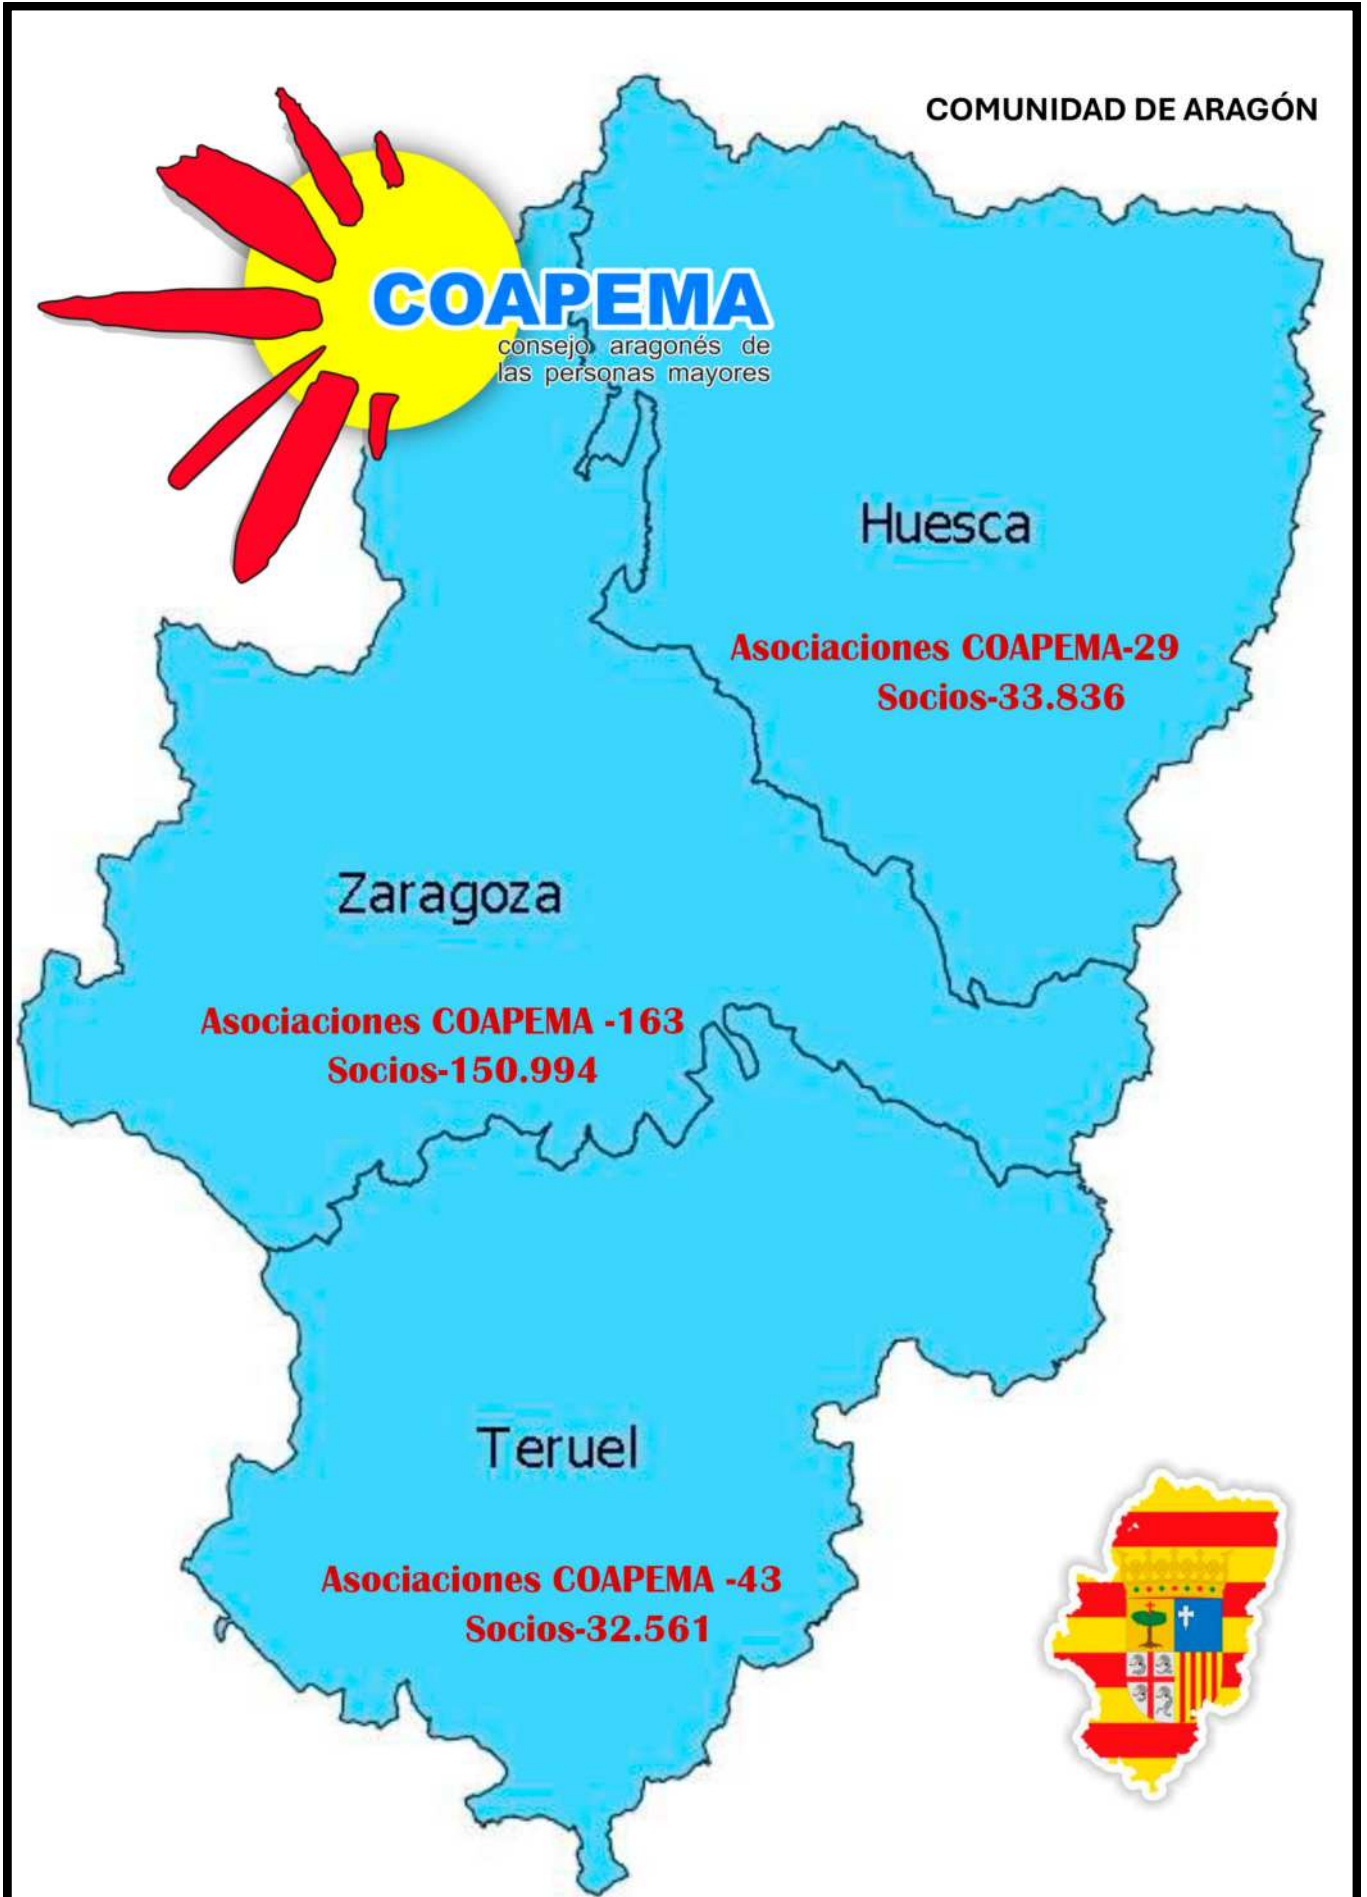 COMUNIDAD DE ARAGÓN
COAPEMA
consejo aragonés de
las personas mayores
Huesca
Asociaciones COAPEMA-29
Socios-33.836
Zaragoza
Asociaciones COAPEMA -163
Socios-150.994
Teruel
Asociaciones COAPEMA -43
Socios-32.561